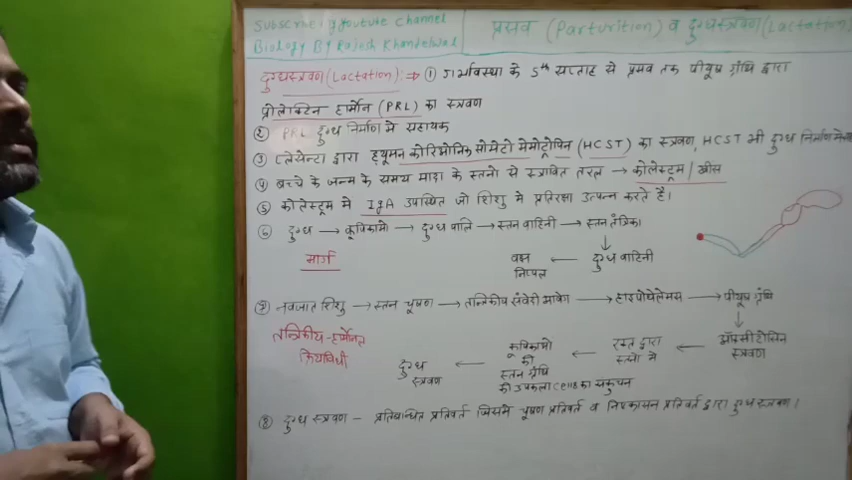 Subscribe my youtube channel
Biology By Rajesh Khandelwal
प्रसव (Parturition) व दुग्धस्त्रवण (Lactation)
दुग्धस्त्रवण (Lactation) :⇒ ① गर्भावस्था के 5th सप्ताह से प्रसव तक पीयूष ग्रंथि द्वारा
प्रोलेक्टिन हार्मोन (PRL) का स्त्रवण
② PRL दुग्ध निर्माण मे सहायक
③ प्लेसेन्टा द्वारा ह्यूमन कोरियोनिक सोमेटो मेमोट्रोपिन (HCST) का स्त्रवण, HCST भी दुग्ध निर्माण
④ बच्चे के जन्म के समय मादा के स्तनो से स्त्रावित तरल → कोलेस्ट्रम / खीस
⑤ कोलेस्ट्रम मे IgA उपस्थित जो शिशु मे प्रतिरक्षा उत्पन्न करते है।
⑥ दुग्ध → कूपिकाओ → दुग्ध पालि → स्तन वाहिनी → स्तन तुंबिका
↓
मार्ग
निप्पल ← दुग्ध वाहिनी
⑦ नवजात शिशु → स्तन चूषण → तन्त्रिकीय संवेदी आवेग → हाइपोथेलेमस → पीयूष ग्रंथि
↓
तन्त्रिकीय-हार्मोनल
क्रियाविधी
दुग्ध स्त्रवण ← कूपिकाओ की स्तन ग्रंथि की उपकला cells का संकुचन ← रक्त द्वारा स्तनो मे ← ऑक्सीटोसिन स्त्रवण
⑧ दुग्ध स्त्रवण – प्रतिवर्त जिसमे चूषण प्रतिवर्त व निष्कासन प्रतिवर्त द्वारा दुग्ध स्त्रवण।